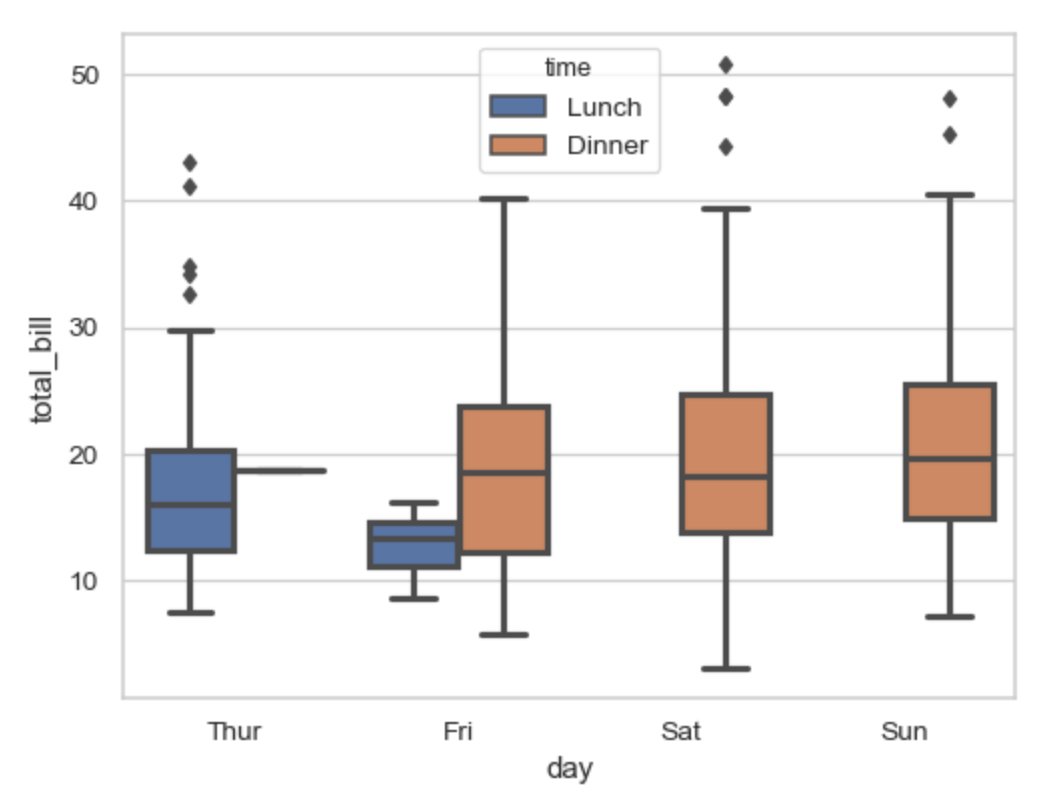 time
Lunch
Dinner
50
40
30
20
10
total_bill
Thur Fri Sat Sun
day